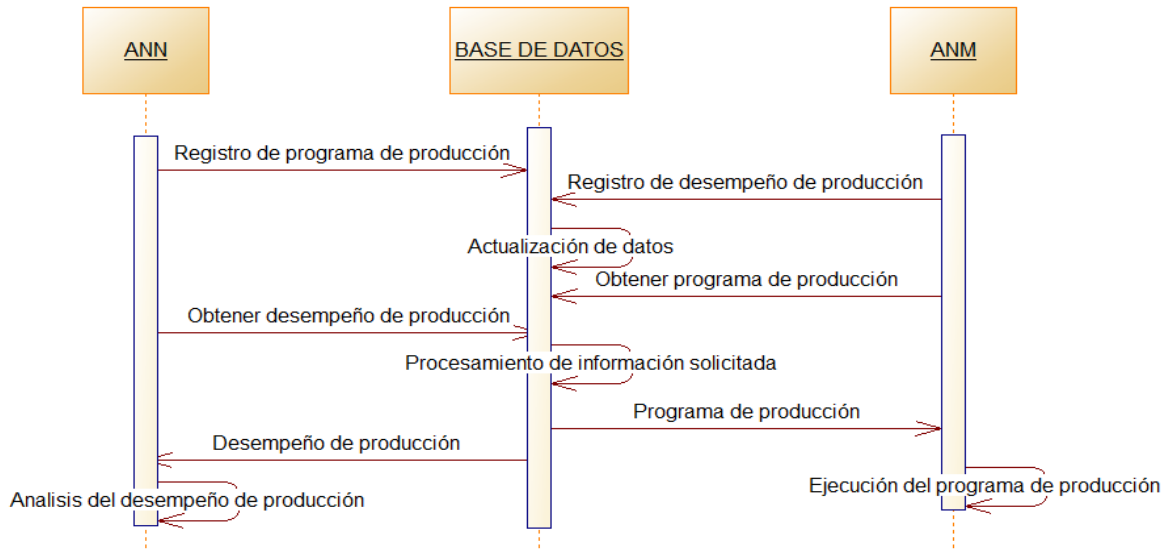 ANN
BASE DE DATOS
ANM
Registro de programa de producción
Registro de desempeño de producción
Actualización de datos
Obtener programa de producción
Obtener desempeño de producción
Procesamiento de información solicitada
Programa de producción
Desempeño de producción
Ejecución del programa de producción
Analisis del desempeño de producción